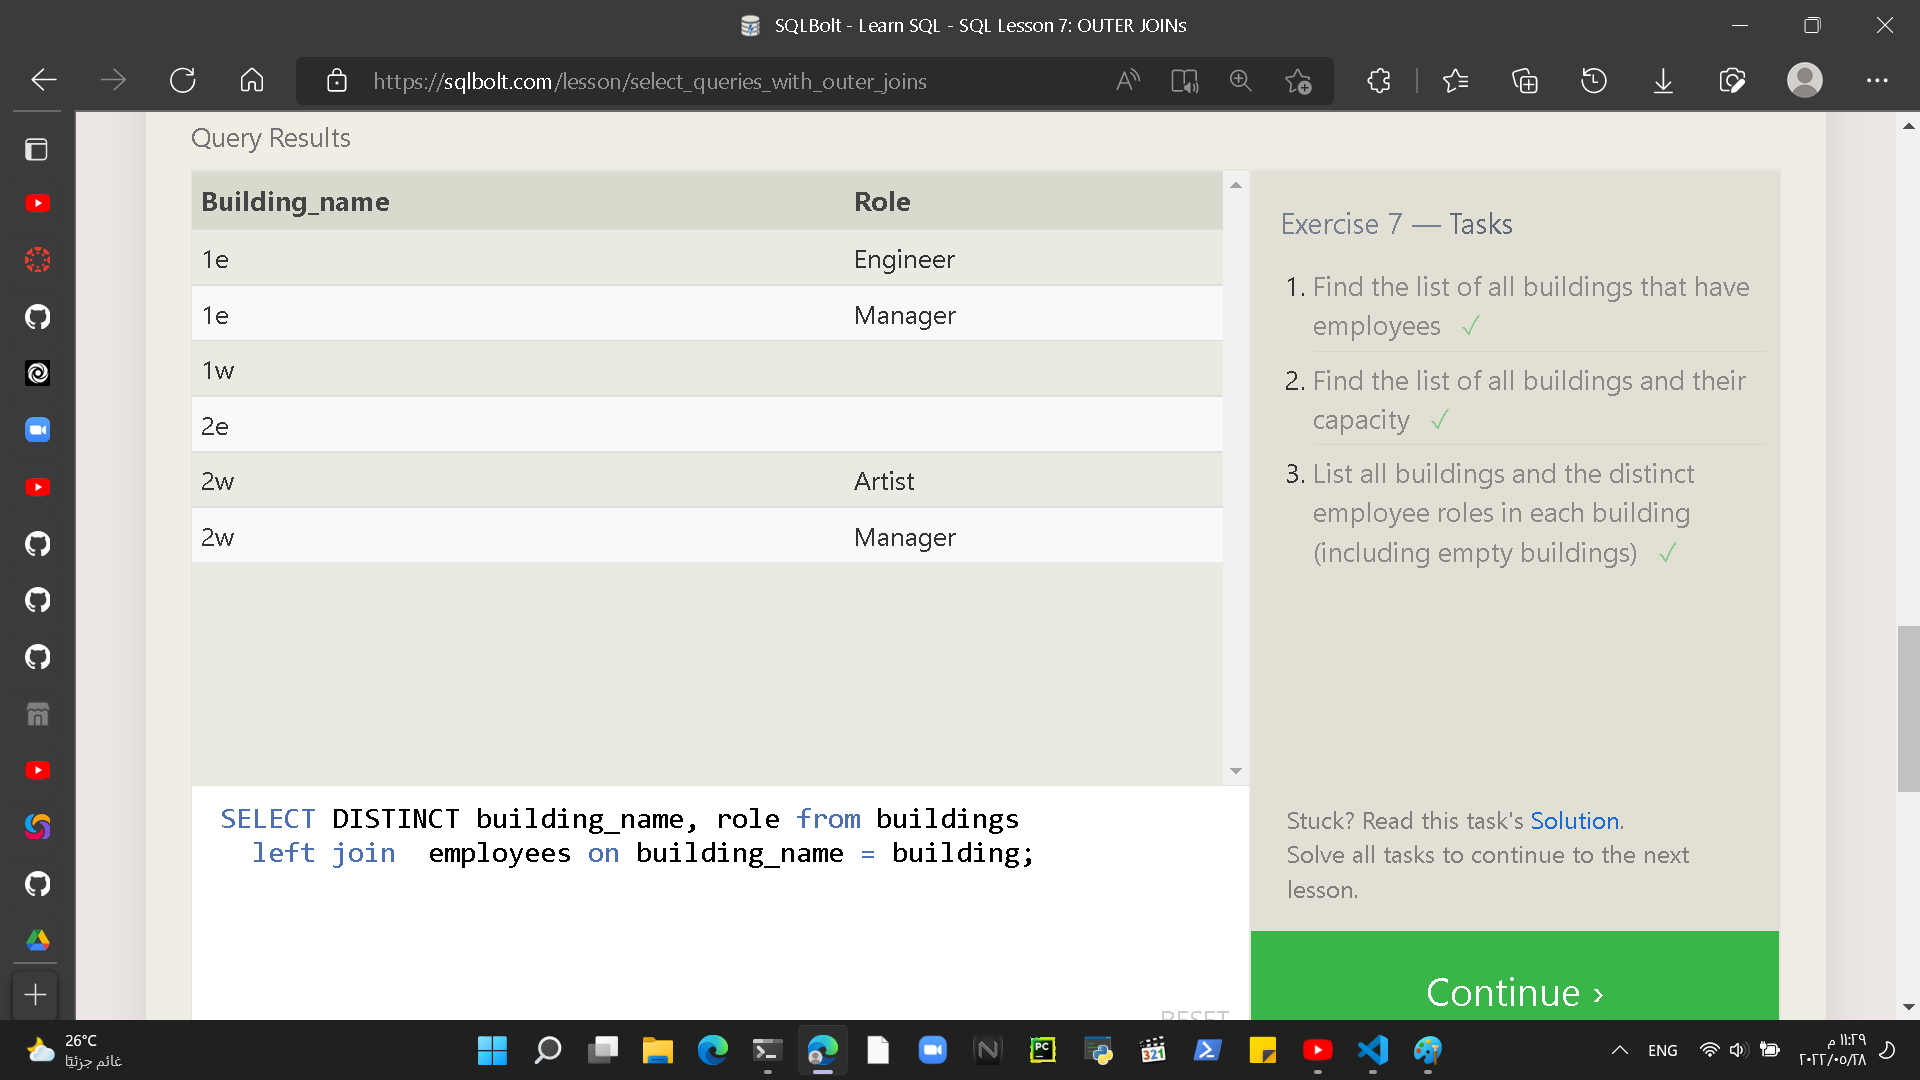 SQLBolt - Learn SQL - SQL Lesson 7: OUTER JOINs
https://sqlbolt.com/lesson/select_queries_with_outer_joins
Query Results
Building_name Role
1e Engineer
1e Manager
1w
2e
2w Artist
2w Manager
Exercise 7 — Tasks
1. Find the list of all buildings that have
employees ✓
2. Find the list of all buildings and their
capacity ✓
3. List all buildings and the distinct
employee roles in each building
(including empty buildings) ✓
SELECT DISTINCT building_name, role from buildings
left join  employees on building_name = building;
RESET
Stuck? Read this task's Solution.
Solve all tasks to continue to the next
lesson.
Continue ›
26°C
غائم جزئيًا
PC
321
ENG
١١:٢٩ م
٢٠٢٢/٠٥/٢٨